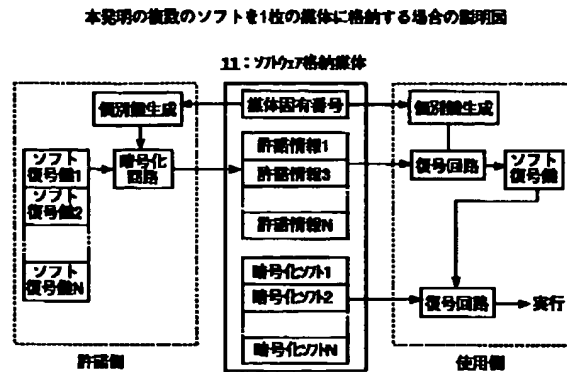 本発明の複数のソフトを1枚の媒体に格納する場合の説明図
11:ソフトウェア格納媒体
個別鍵生成
媒体固有番号
個別鍵生成
ソフト
復号鍵1
ソフト
復号鍵2
ソフト
復号鍵N
暗号化
回路
許諾情報1
許諾情報3
許諾情報N
復号回路
ソフト
復号鍵
暗号化ソフト1
暗号化ソフト2
暗号化ソフトN
復号回路
実行
許諾側
使用側